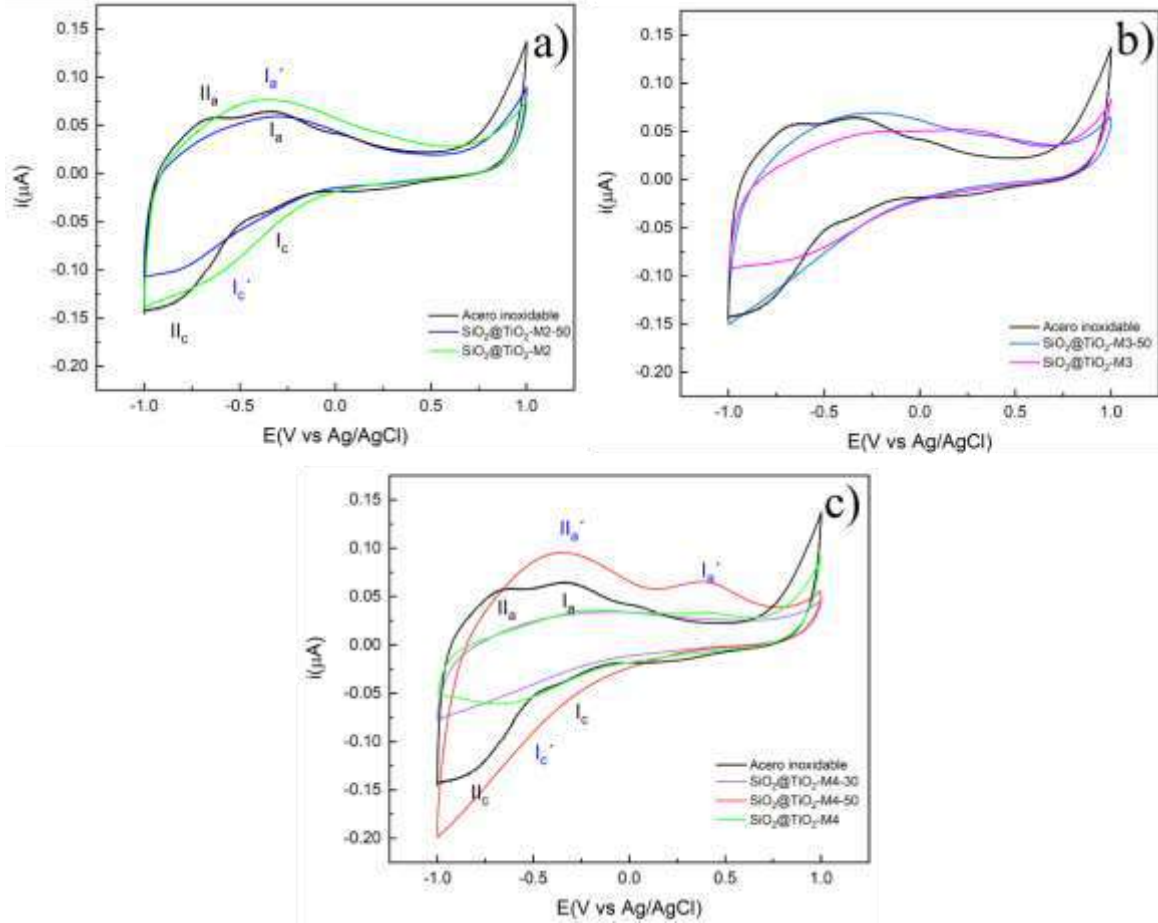 a)
0.15
0.10
0.05
0.00
-0.05
-0.10
-0.15
-0.20
i(μA)
IIₐ
Iₐ´
Iₐ
I꜀
I꜀´
II꜀
Acero inoxidable
SiO₂@TiO₂-M2-50
SiO₂@TiO₂-M2
-1.0 -0.5 0.0 0.5 1.0
E(V vs Ag/AgCl)
b)
0.15
0.10
0.05
0.00
-0.05
-0.10
-0.15
-0.20
i(μA)
Acero inoxidable
SiO₂@TiO₂-M3-50
SiO₂@TiO₂-M3
-1.0 -0.5 0.0 0.5 1.0
E(V vs Ag/AgCl)
c)
0.15
0.10
0.05
0.00
-0.05
-0.10
-0.15
-0.20
i(μA)
IIₐ´
Iₐ´
IIₐ
Iₐ
I꜀
I꜀´
II꜀
Acero inoxidable
SiO₂@TiO₂-M4-30
SiO₂@TiO₂-M4-50
SiO₂@TiO₂-M4
-1.0 -0.5 0.0 0.5 1.0
E(V vs Ag/AgCl)